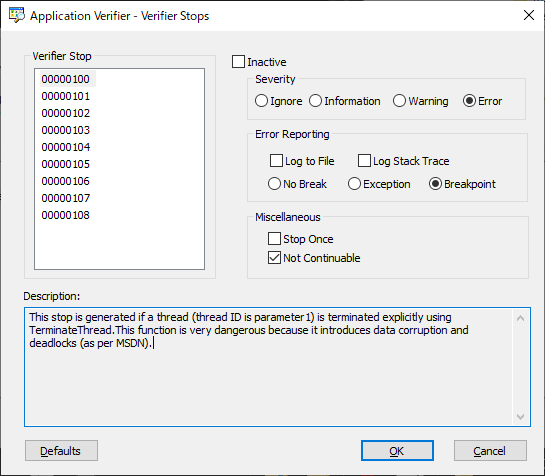 Application Verifier - Verifier Stops
Verifier Stop
00000100
00000101
00000102
00000103
00000104
00000105
00000106
00000107
00000108
Inactive
Severity
Ignore Information Warning Error
Error Reporting
Log to File Log Stack Trace
No Break Exception Breakpoint
Miscellaneous
Stop Once
Not Continuable
Description:
This stop is generated if a thread (thread ID is parameter1) is terminated explicitly using
TerminateThread.This function is very dangerous because it introduces data corruption and
deadlocks (as per MSDN).
Defaults OK Cancel